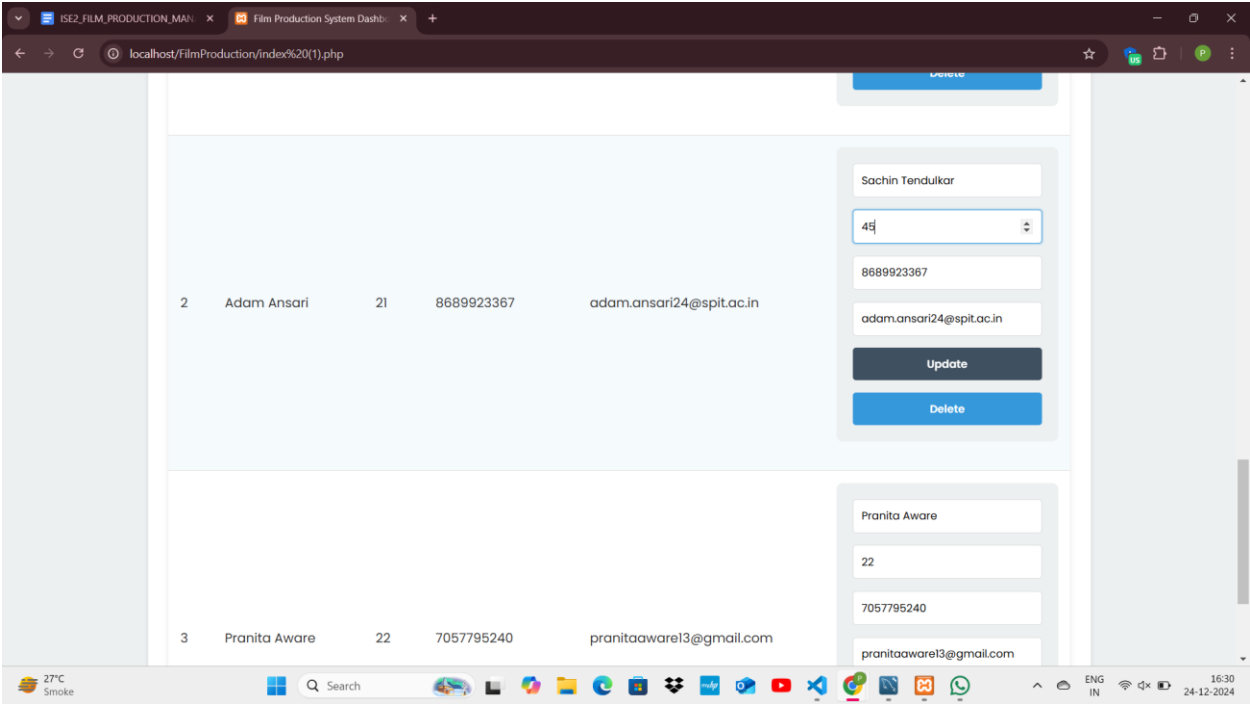 ISE2_FILM_PRODUCTION_MAN
Film Production System Dashbo
localhost/FilmProduction/index%20(1).php
US
P
Delete
Sachin Tendulkar
45
8689923367
2 Adam Ansari 21 8689923367 adam.ansari24@spit.ac.in
adam.ansari24@spit.ac.in
Update
Delete
Pranita Aware
22
7057795240
3 Pranita Aware 22 7057795240 pranitaaware13@gmail.com
pranitaaware13@gmail.com
27°C
Smoke
Search
ENG
IN
16:30
24-12-2024